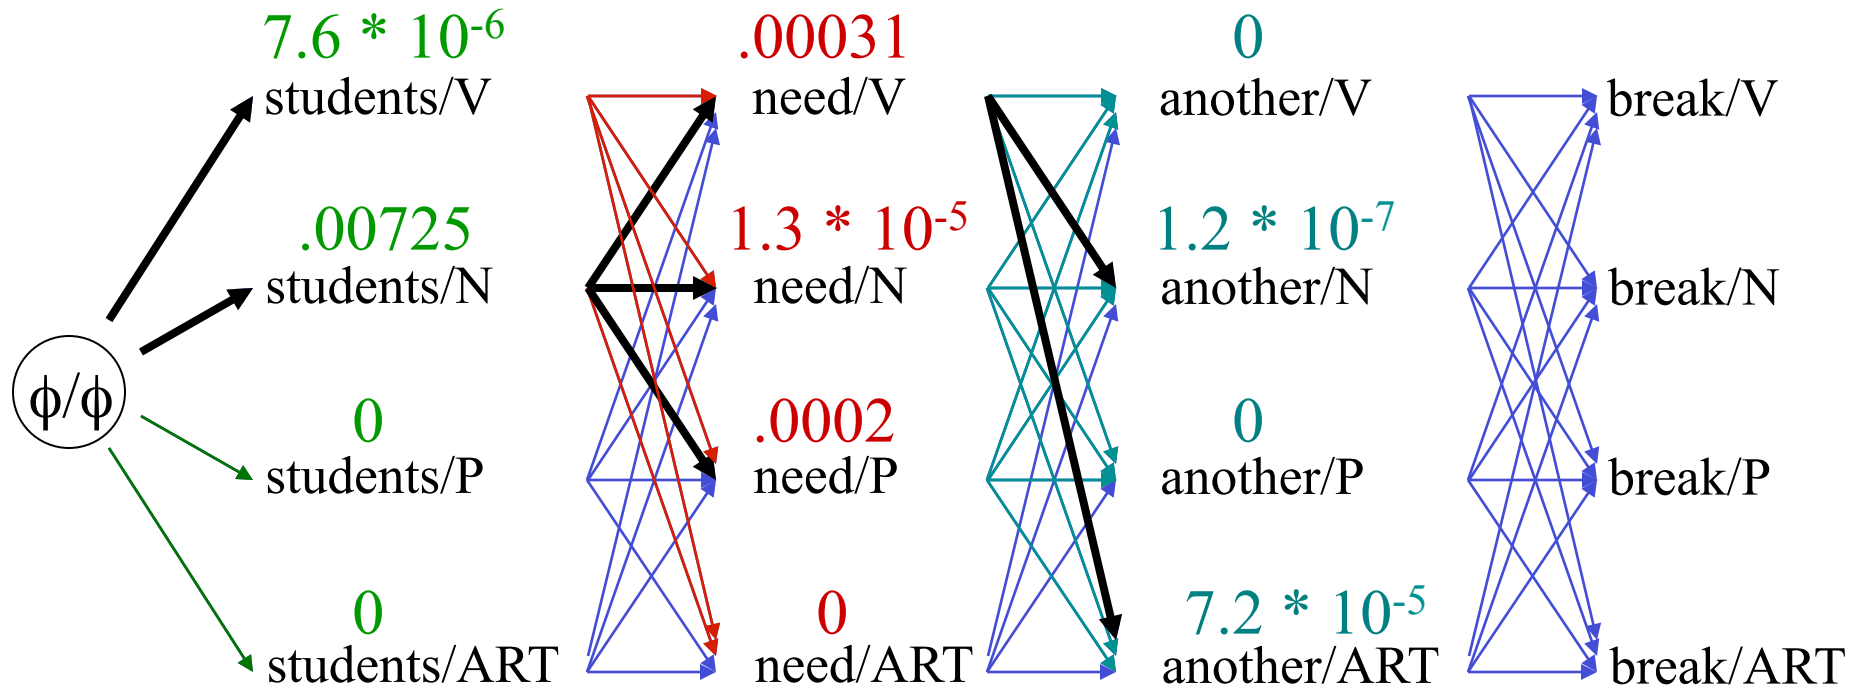 7.6 * 10-6 .00031 0
students/V need/V another/V break/V
.00725 1.3 * 10-5 1.2 * 10-7
students/N need/N another/N break/N
ϕ/ϕ
0 .0002 0
students/P need/P another/P break/P
0 0 7.2 * 10-5
students/ART need/ART another/ART break/ART